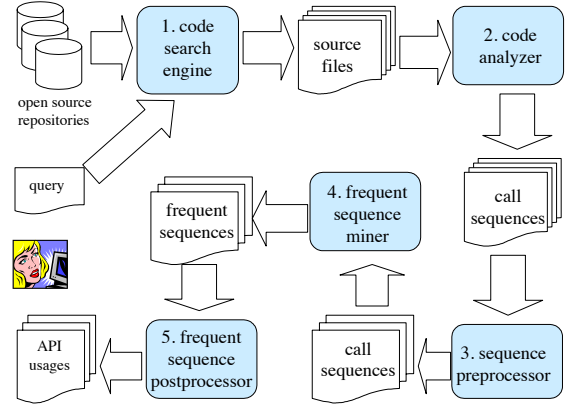 1. code
search
engine
source
files
2. code
analyzer
open source
repositories
query
frequent
sequences
4. frequent
sequence
miner
call
sequences
API
usages
5. frequent
sequence
postprocessor
call
sequences
3. sequence
preprocessor